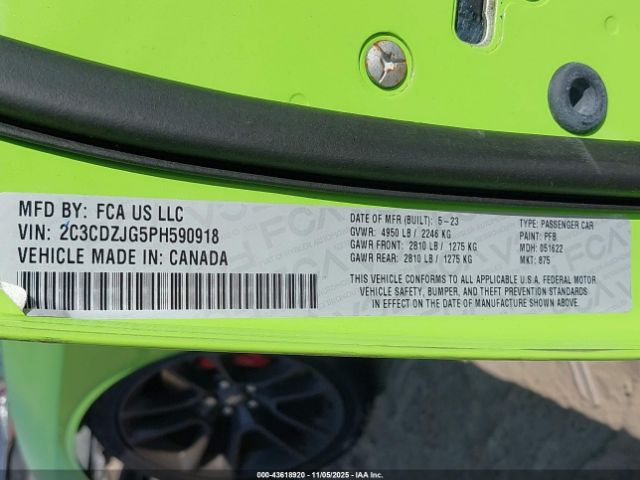 MFD BY: FCA US LLC
VIN: 2C3CDZJG5PH590918
VEHICLE MADE IN: CANADA
DATE OF MFR (BUILT): 5-23
GVWR: 4950 LB / 2246 KG
GAWR FRONT: 2810 LB / 1275 KG
GAWR REAR: 2810 LB / 1275 KG
TYPE: PASSENGER CAR
PAINT: PFB
MDH: 051622
MKT: 875
THIS VEHICLE CONFORMS TO ALL APPLICABLE U.S.A. FEDERAL MOTOR
VEHICLE SAFETY, BUMPER, AND THEFT PREVENTION STANDARDS
IN EFFECT ON THE DATE OF MANUFACTURE SHOWN ABOVE.
000-43618920 - 11/05/2025 - IAAI.COM